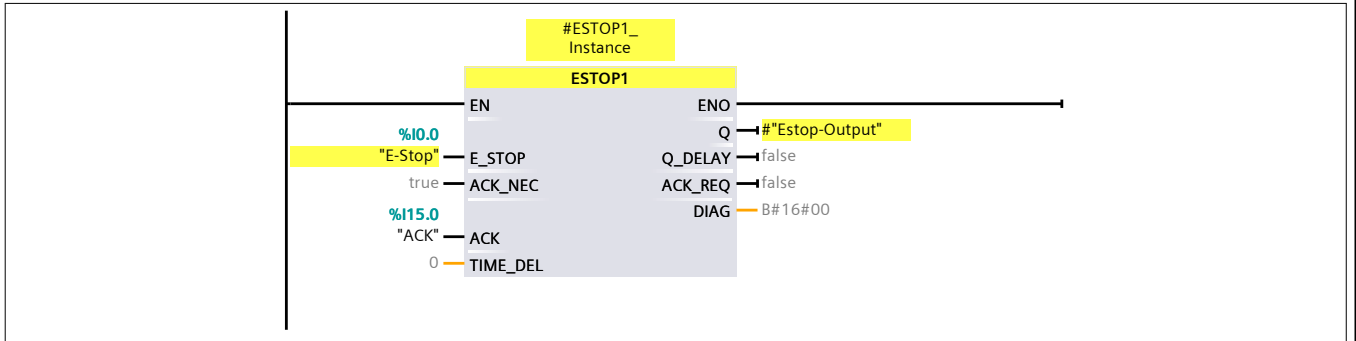 #ESTOP1_
Instance
ESTOP1
EN ENO
%I0.0 Q #"Estop-Output"
"E-Stop" E_STOP Q_DELAY false
true ACK_NEC ACK_REQ false
%I15.0 DIAG B#16#00
"ACK" ACK
0 TIME_DEL